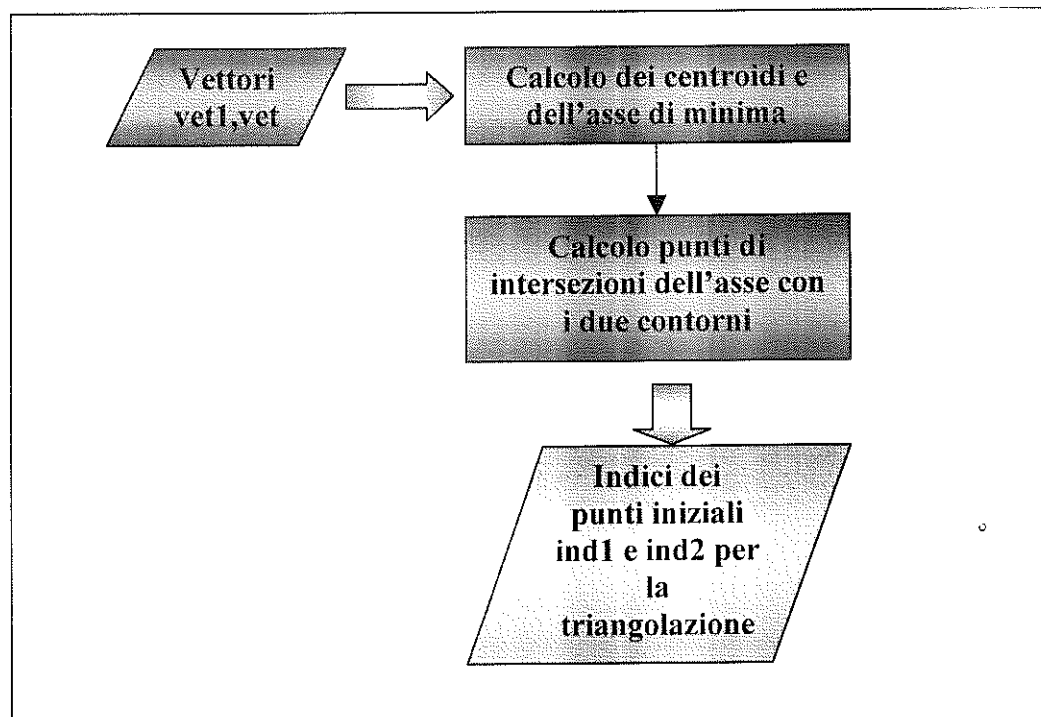 Vettori
vet1,vet
Calcolo dei centroidi e
dell'asse di minima
Calcolo punti di
intersezioni dell'asse con
i due contorni
Indici dei
punti iniziali
ind1 e ind2 per
la
triangolazione